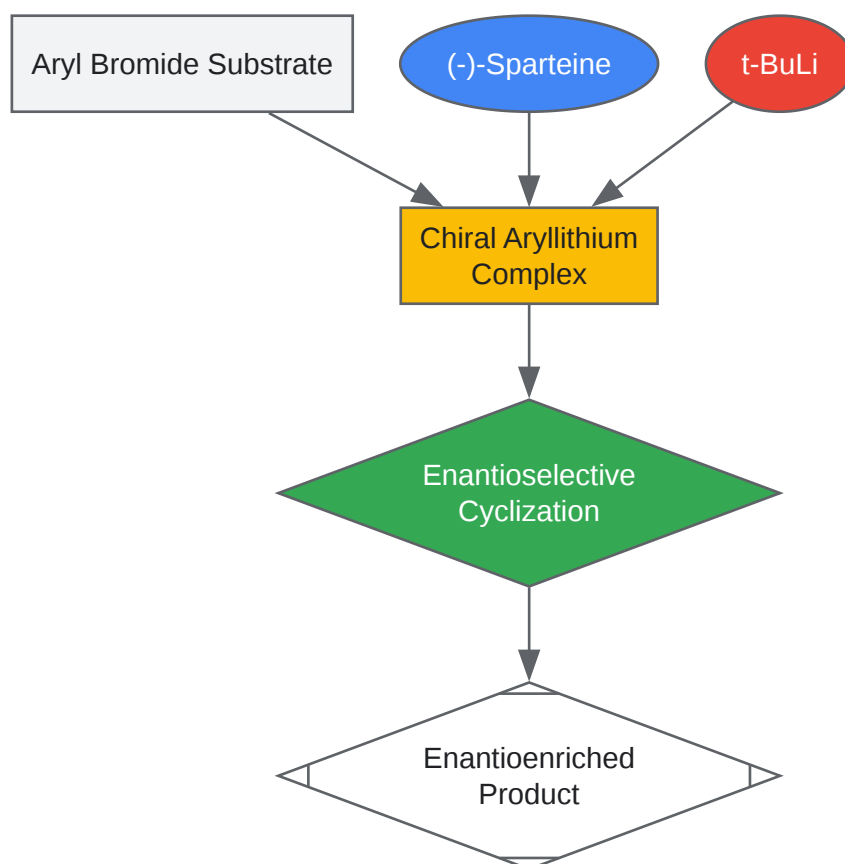 Aryl Bromide Substrate
(-)-Sparteine
t-BuLi
Chiral Aryllithium
Complex
Enantioselective
Cyclization
Enantioenriched
Product